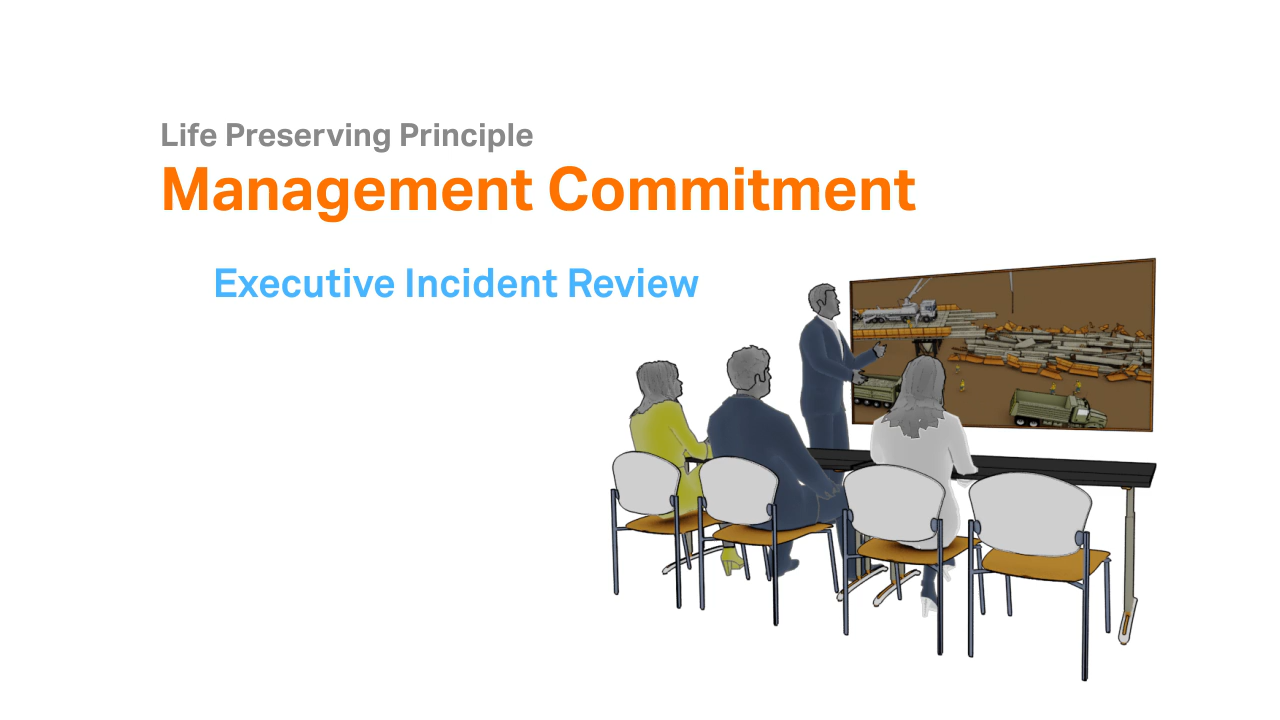 Life Preserving Principle
Management Commitment
Executive Incident Review